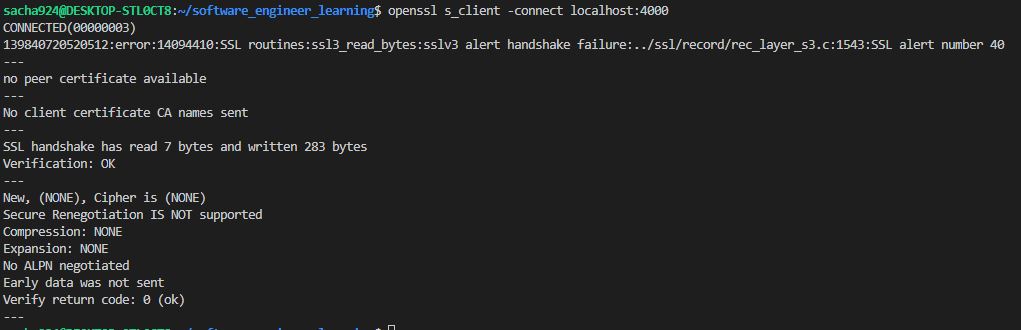 sacha924@DESKTOP-STL0CT8:~/software_engineer_learning$ openssl s_client -connect localhost:4000
CONNECTED(00000003)
139840720520512:error:14094410:SSL routines:ssl3_read_bytes:sslv3 alert handshake failure:../ssl/record/rec_layer_s3.c:1543:SSL alert number 40
---
no peer certificate available
---
No client certificate CA names sent
---
SSL handshake has read 7 bytes and written 283 bytes
Verification: OK
---
New, (NONE), Cipher is (NONE)
Secure Renegotiation IS NOT supported
Compression: NONE
Expansion: NONE
No ALPN negotiated
Early data was not sent
Verify return code: 0 (ok)
---